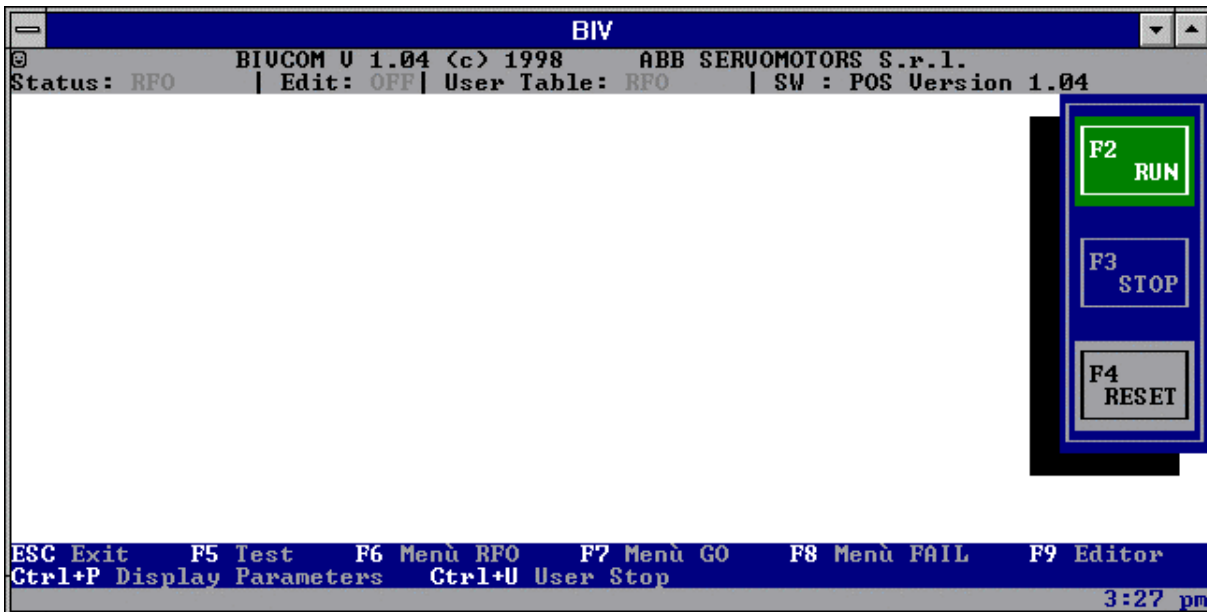 BIV
BIVCOM V 1.04 (c) 1998 ABB SERVOMOTORS S.r.l.
Status: RFO | Edit: OFF| User Table: RFO | SW : POS Version 1.04
F2
RUN
F3
STOP
F4
RESET
ESC Exit F5 Test F6 Menù RFO F7 Menù GO F8 Menù FAIL F9 Editor
Ctrl+P Display Parameters Ctrl+U User Stop
3:27 pm